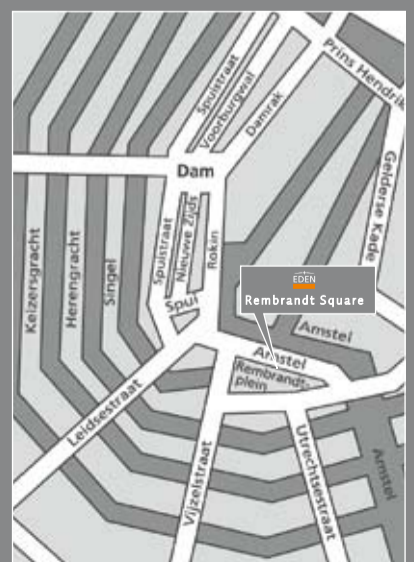 Prins Hendrik
Spuistraat
Voorburgwal
Damrak
Dam
Gelderse Kade
Keizersgracht
Herengracht
Singel
Spuistraat
Nieuwe Zijds
Rokin
EDEN
Rembrandt Square
Spui
Amstel
Amstel
Rembrandt-
plein
Leidsestraat
Vijzelstraat
Utrechtsestraat
Amstel